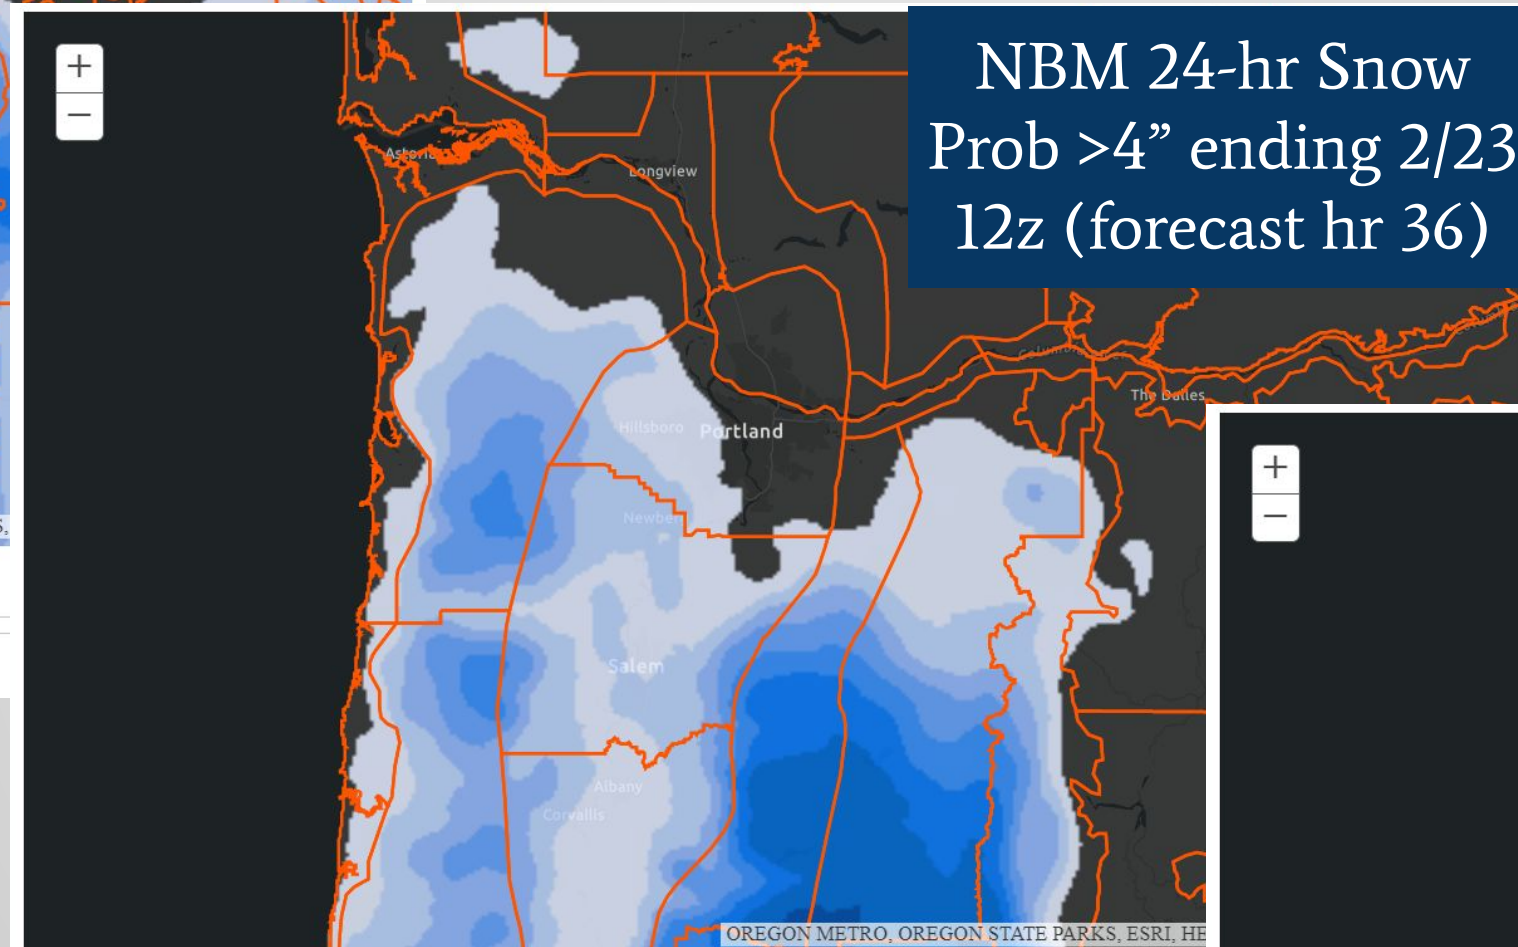 NBM 24-hr Snow
Prob >4” ending 2/23
12z (forecast hr 36)
+
−
Astoria
Longview
The Dalles
Hillsboro
Portland
+
−
Newberg
Salem
Albany
Corvallis
OREGON METRO, OREGON STATE PARKS, ESRI, HE